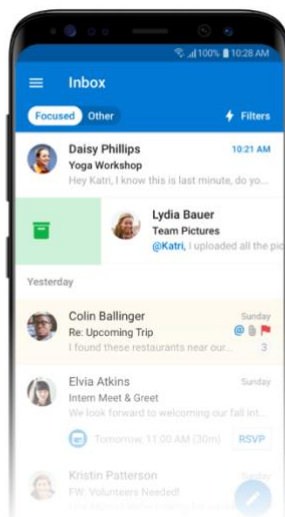 100% 10:28 AM
Inbox
Focused Other Filters
Daisy Phillips 10:21 AM
Yoga Workshop
Hey Katri, I know this is last minute, do yo...
Lydia Bauer
Team Pictures
@Katri, I uploaded all the pic
Yesterday
Colin Ballinger Sunday
Re: Upcoming Trip @
I found these restaurants near our... 3
Elvia Atkins Sunday
Intern Meet & Greet
We look forward to welcoming our fall int...
Tomorrow, 11:00 AM (30m) RSVP
Kristin Patterson Sunday
FW: Volunteers Needed!